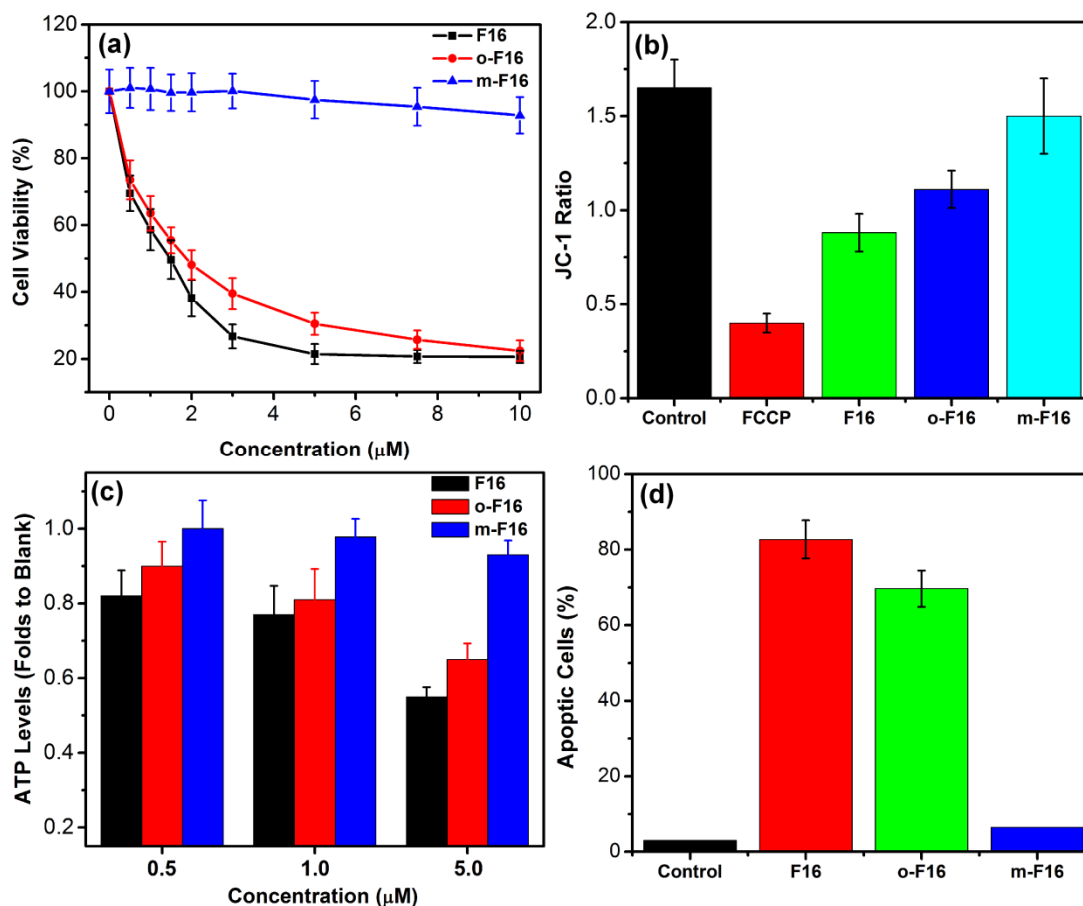 (a)
F16
o-F16
m-F16
120
100
80
60
40
20
Cell Viability (%)
0 2 4 6 8 10
Concentration (μM)
(b)
2.0
1.5
1.0
0.5
0.0
JC-1 Ratio
Control FCCP F16 o-F16 m-F16
(c)
F16
o-F16
m-F16
1.0
0.8
0.6
0.4
0.2
ATP Levels (Folds to Blank)
0.5 1.0 5.0
Concentration (μM)
(d)
100
80
60
40
20
0
Apoptic Cells (%)
Control F16 o-F16 m-F16